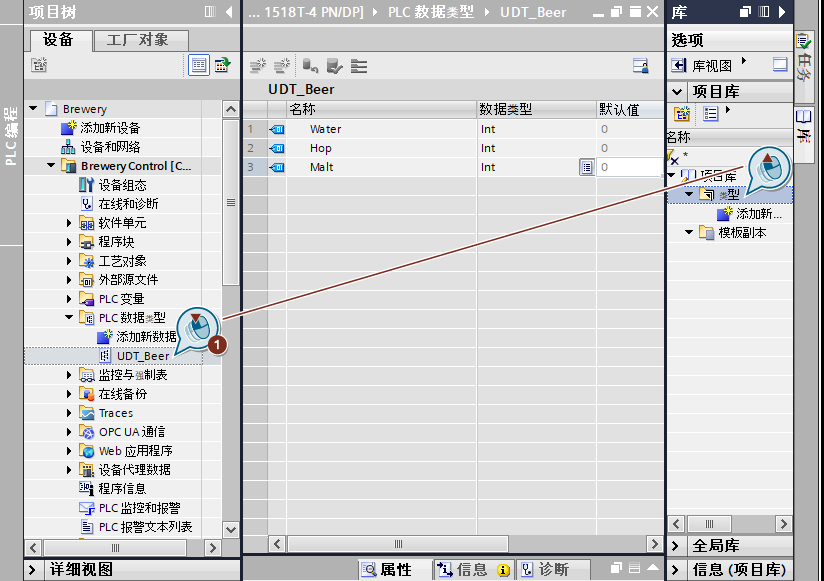 项目树
设备
工厂对象
PLC 编程
Brewery
添加新设备
设备和网络
Brewery Control [C...
设备组态
在线和诊断
软件单元
程序块
工艺对象
外部源文件
PLC 变量
PLC 数据类型
添加新数据
UDT_Beer
监控与强制表
在线备份
Traces
OPC UA 通信
Web 应用程序
设备代理数据
程序信息
PLC 监控和报警
PLC 报警文本列表
详细视图
1
... 1518T-4 PN/DP] ▸ PLC 数据类型 ▸ UDT_Beer
UDT_Beer
名称 数据类型 默认值
1 Water Int 0
2 Hop Int 0
3 Malt Int 0
属性
信息
诊断
库
选项
库视图
项目库
名称
*
项目库
类型
添加新...
模板副本
全局库
信息 (项目库)
任务
库